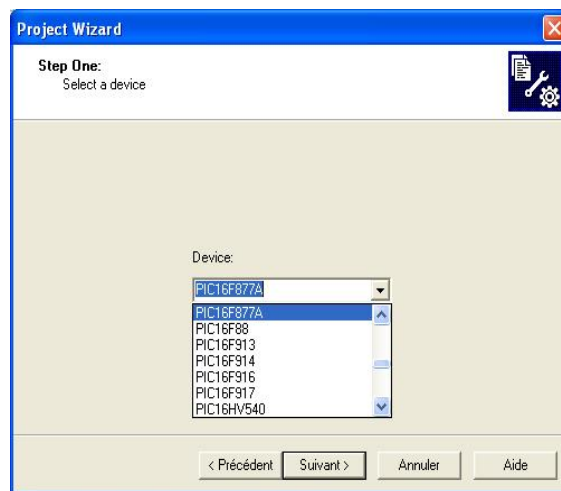 Project Wizard
Step One:
Select a device
Device:
PIC16F877A
PIC16F877A
PIC16F88
PIC16F913
PIC16F914
PIC16F916
PIC16F917
PIC16HV540
< Précédent Suivant > Annuler Aide